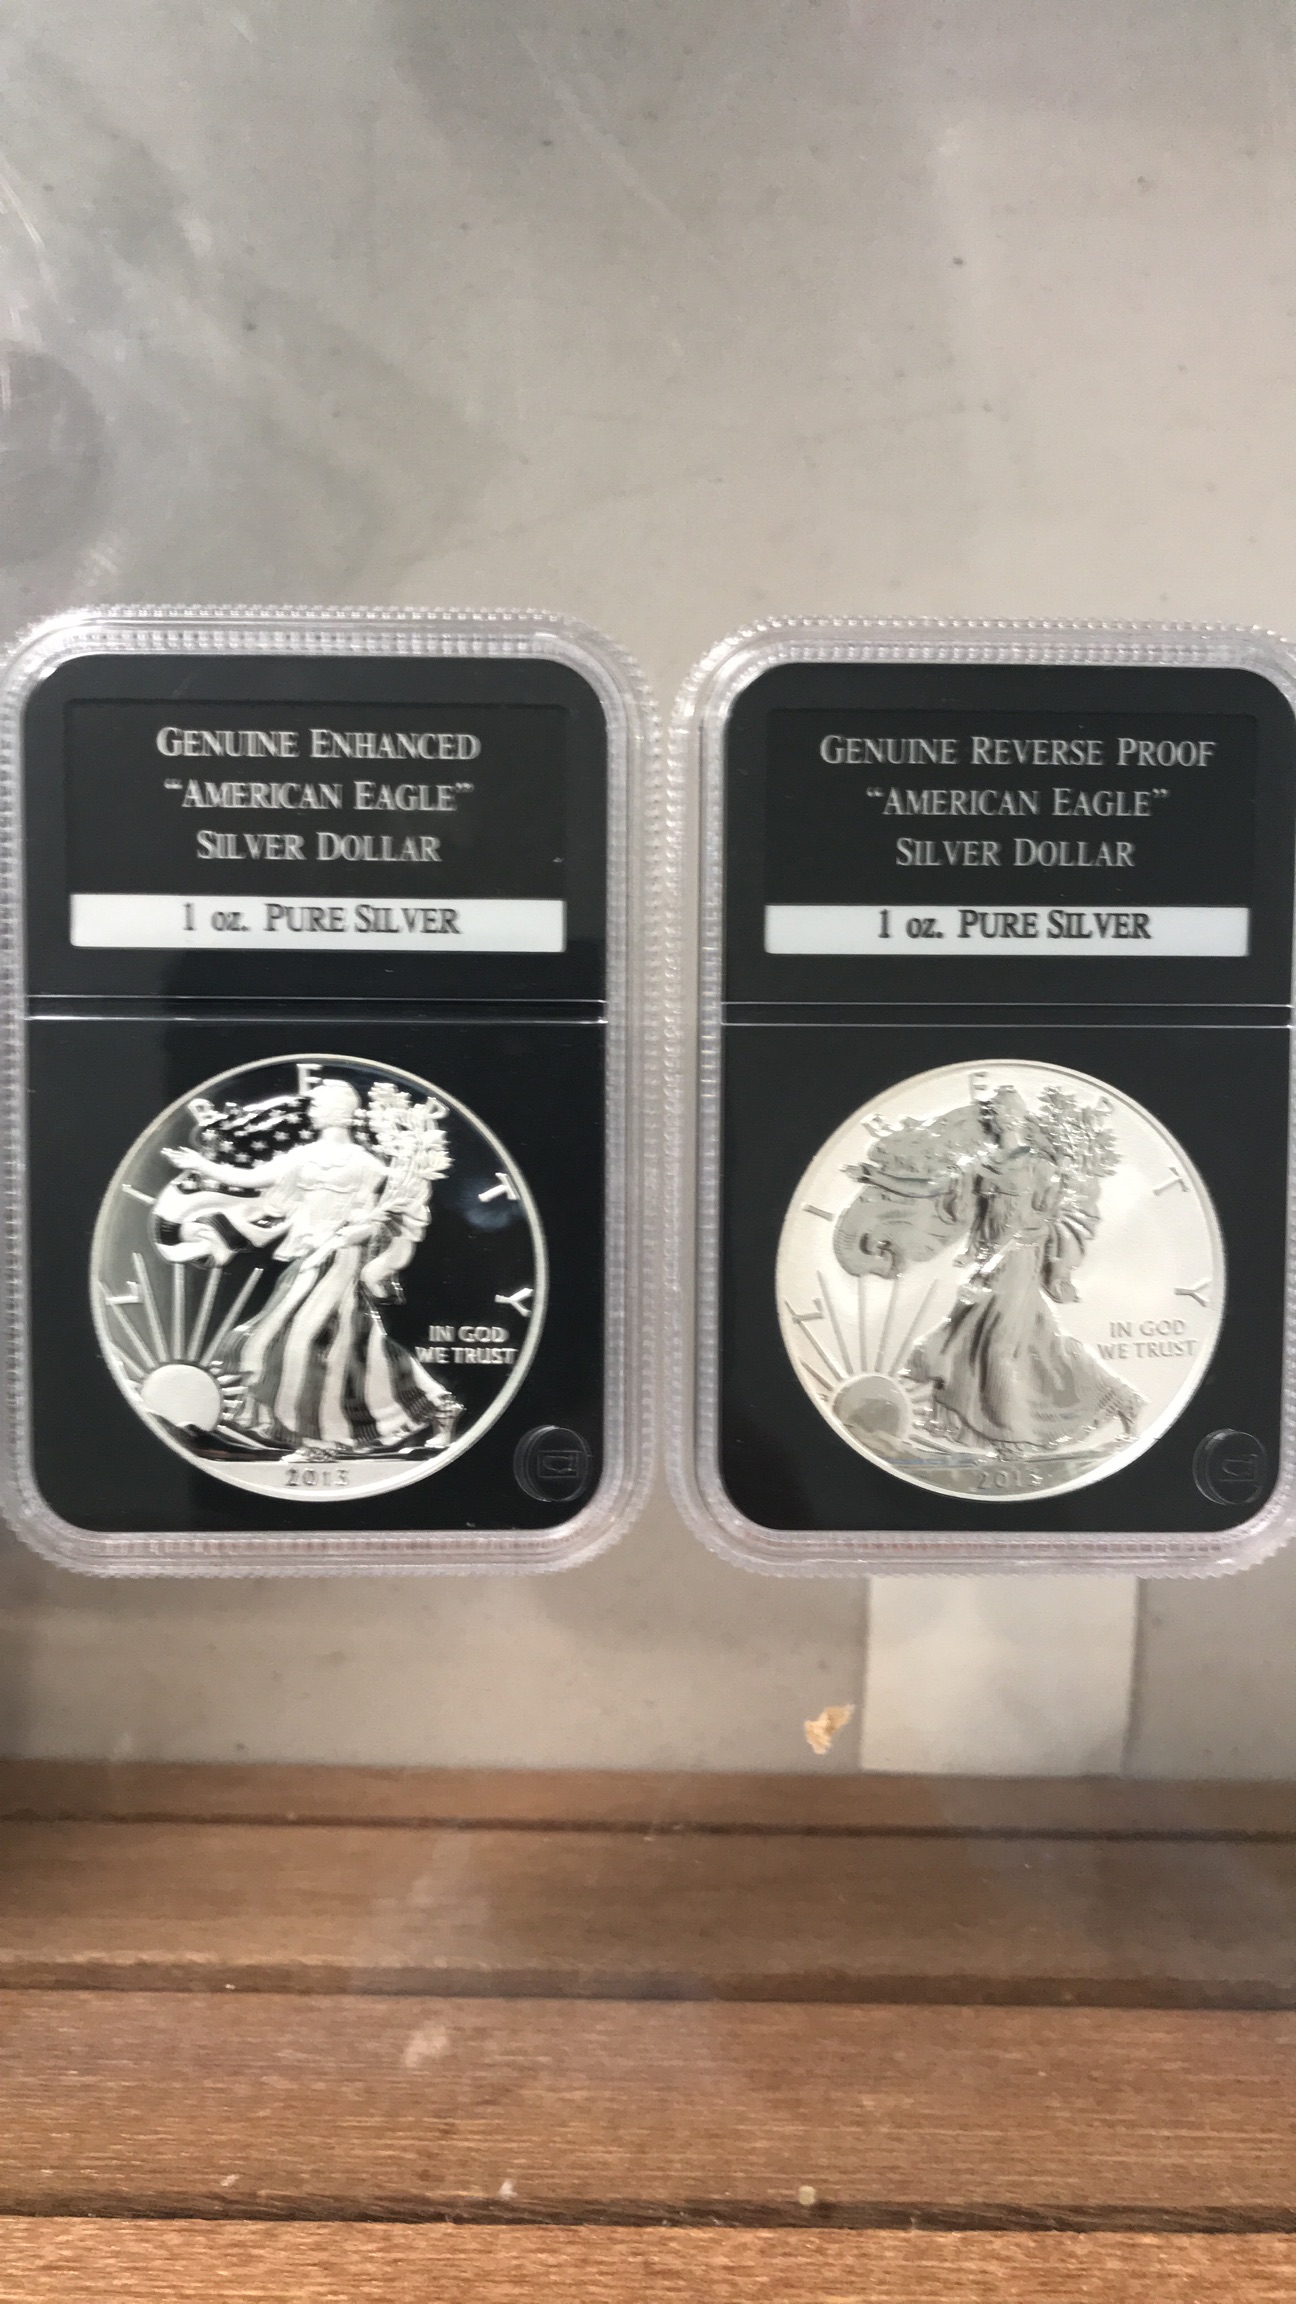 GENUINE ENHANCED
“AMERICAN EAGLE”
SILVER DOLLAR
1 oz. PURE SILVER
LIBERTY
IN GOD
WE TRUST
2013
GENUINE REVERSE PROOF
“AMERICAN EAGLE”
SILVER DOLLAR
1 oz. PURE SILVER
LIBERTY
IN GOD
WE TRUST
2013